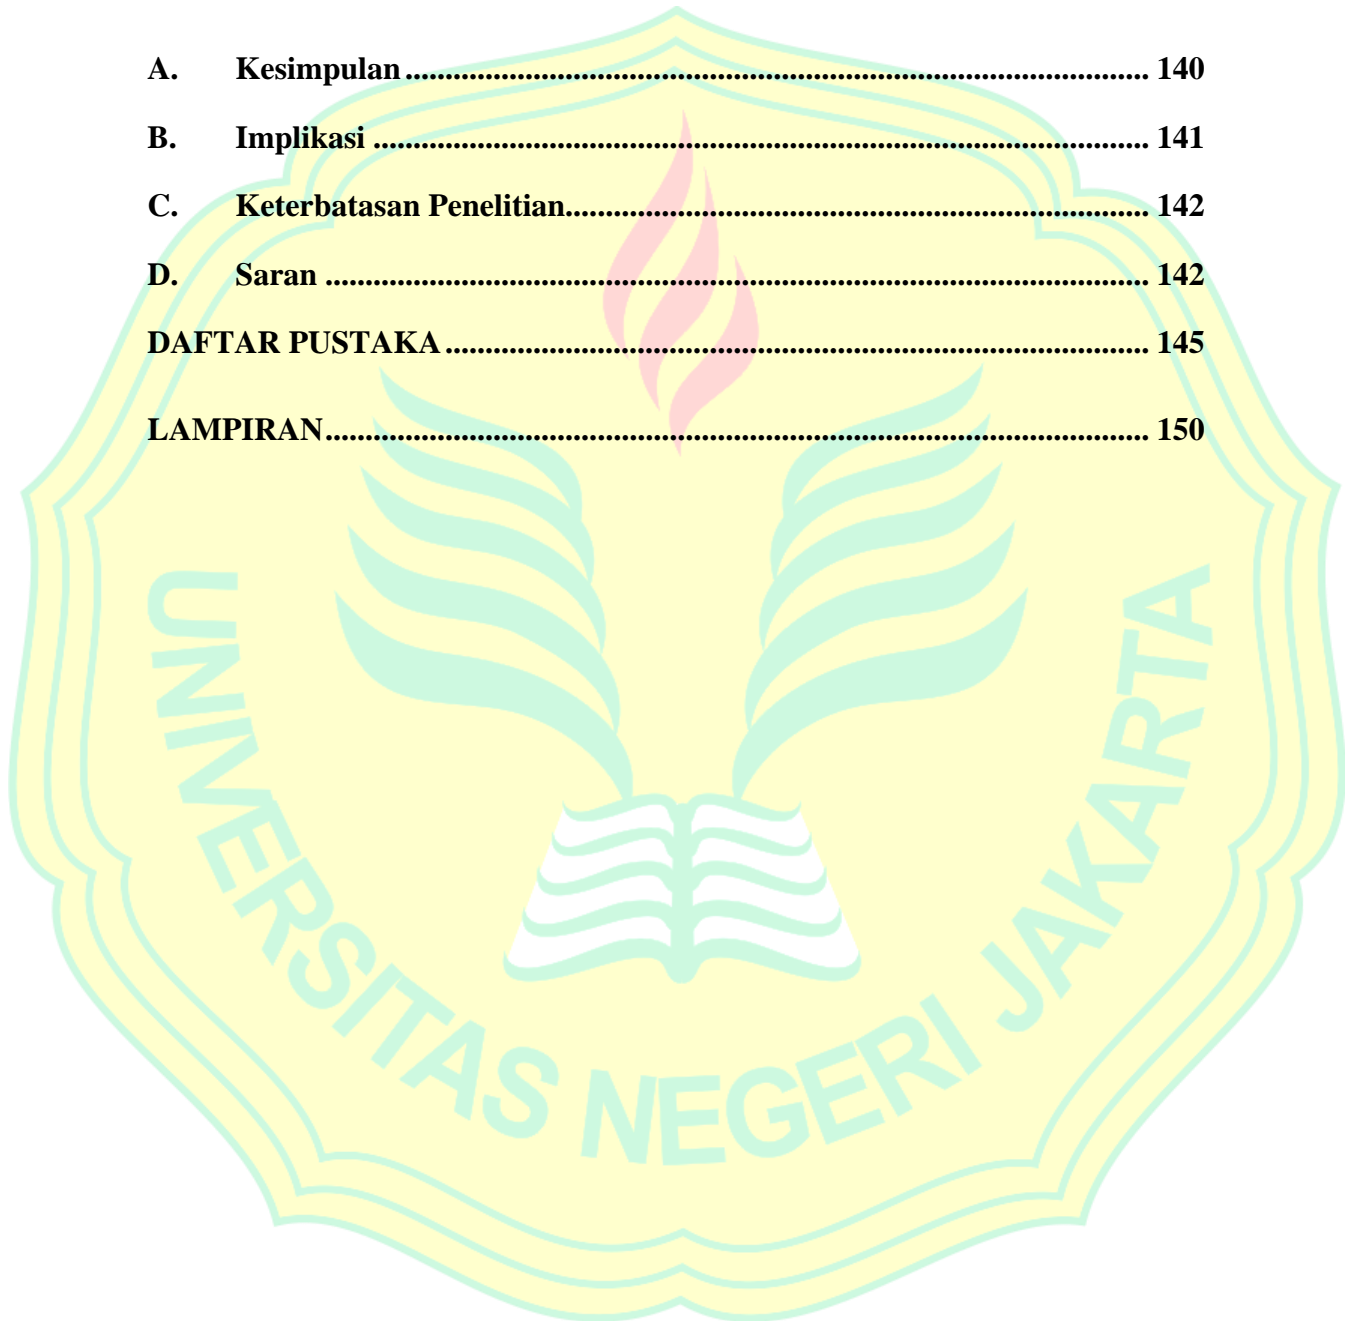 A. Kesimpulan ........................................................................................... 140
B. Implikasi ............................................................................................... 141
C. Keterbatasan Penelitian....................................................................... 142
D. Saran ..................................................................................................... 142
DAFTAR PUSTAKA ...................................................................................... 145
LAMPIRAN..................................................................................................... 150
UNIVERSITAS NEGERI JAKARTA